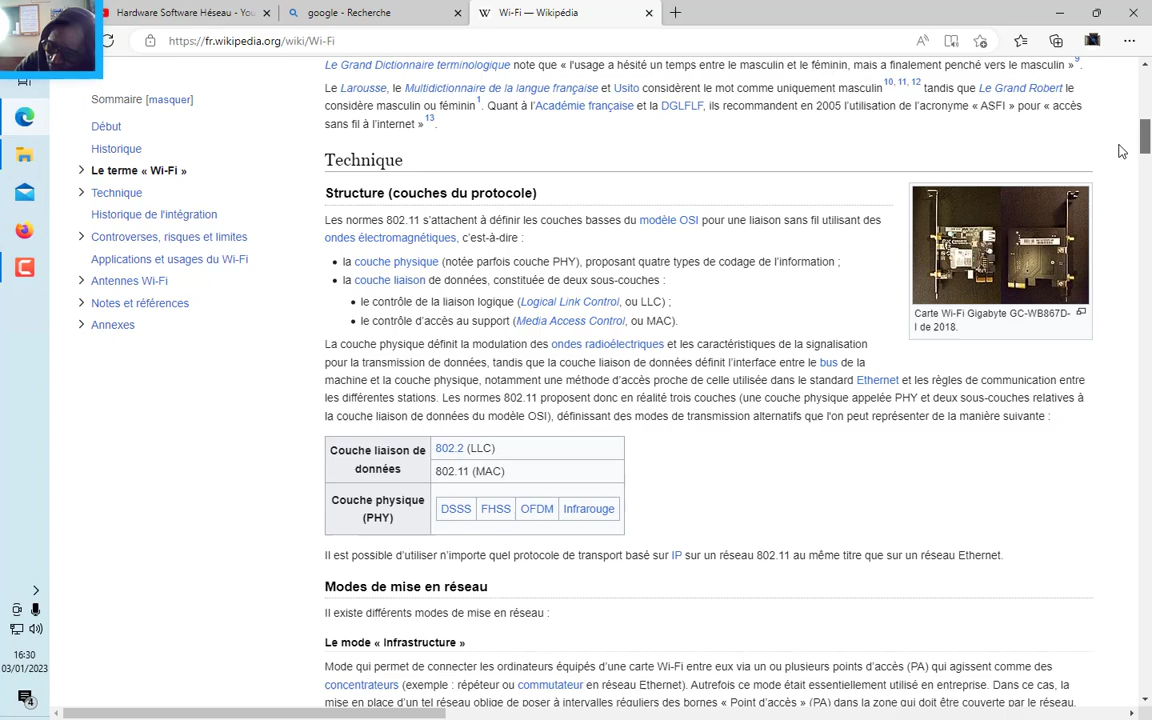 Hardware Software Héseau - You
google - Recherche
Wi-Fi — Wikipédia
https://fr.wikipedia.org/wiki/Wi-Fi
Sommaire [masquer]
Début
Historique
Le terme « Wi-Fi »
Technique
Historique de l'intégration
Controverses, risques et limites
Applications et usages du Wi-Fi
Antennes Wi-Fi
Notes et références
Annexes
Le Grand Dictionnaire terminologique note que « l'usage a hésité un temps entre le masculin et le féminin, mais a finalement penché vers le masculin »9.
Le Larousse, le Multidictionnaire de la langue française et Usito considèrent le mot comme uniquement masculin10, 11, 12 tandis que Le Grand Robert le
considère masculin ou féminin1. Quant à l'Académie française et la DGLFLF, ils recommandent en 2005 l'utilisation de l'acronyme « ASFI » pour « accès
sans fil à l'internet »13.
Technique
Structure (couches du protocole)
Les normes 802.11 s'attachent à définir les couches basses du modèle OSI pour une liaison sans fil utilisant des
ondes électromagnétiques, c'est-à-dire :
• la couche physique (notée parfois couche PHY), proposant quatre types de codage de l'information ;
• la couche liaison de données, constituée de deux sous-couches :
• le contrôle de la liaison logique (Logical Link Control, ou LLC) ;
• le contrôle d'accès au support (Media Access Control, ou MAC).
Carte Wi-Fi Gigabyte GC-WB867D-
I de 2018.
La couche physique définit la modulation des ondes radioélectriques et les caractéristiques de la signalisation
pour la transmission de données, tandis que la couche liaison de données définit l'interface entre le bus de la
machine et la couche physique, notamment une méthode d'accès proche de celle utilisée dans le standard Ethernet et les règles de communication entre
les différentes stations. Les normes 802.11 proposent donc en réalité trois couches (une couche physique appelée PHY et deux sous-couches relatives à
la couche liaison de données du modèle OSI), définissant des modes de transmission alternatifs que l'on peut représenter de la manière suivante :
Couche liaison de
données
802.2 (LLC)
802.11 (MAC)
Couche physique
(PHY)
DSSS FHSS OFDM Infrarouge
Il est possible d'utiliser n'importe quel protocole de transport basé sur IP sur un réseau 802.11 au même titre que sur un réseau Ethernet.
Modes de mise en réseau
Il existe différents modes de mise en réseau :
Le mode « Infrastructure »
Mode qui permet de connecter les ordinateurs équipés d'une carte Wi-Fi entre eux via un ou plusieurs points d'accès (PA) qui agissent comme des
concentrateurs (exemple : répéteur ou commutateur en réseau Ethernet). Autrefois ce mode était essentiellement utilisé en entreprise. Dans ce cas, la
mise en place d'un tel réseau oblige de poser à intervalles réguliers des bornes « Point d'accès » (PA) dans la zone qui doit être couverte par le réseau.
16:30
03/01/2023
4